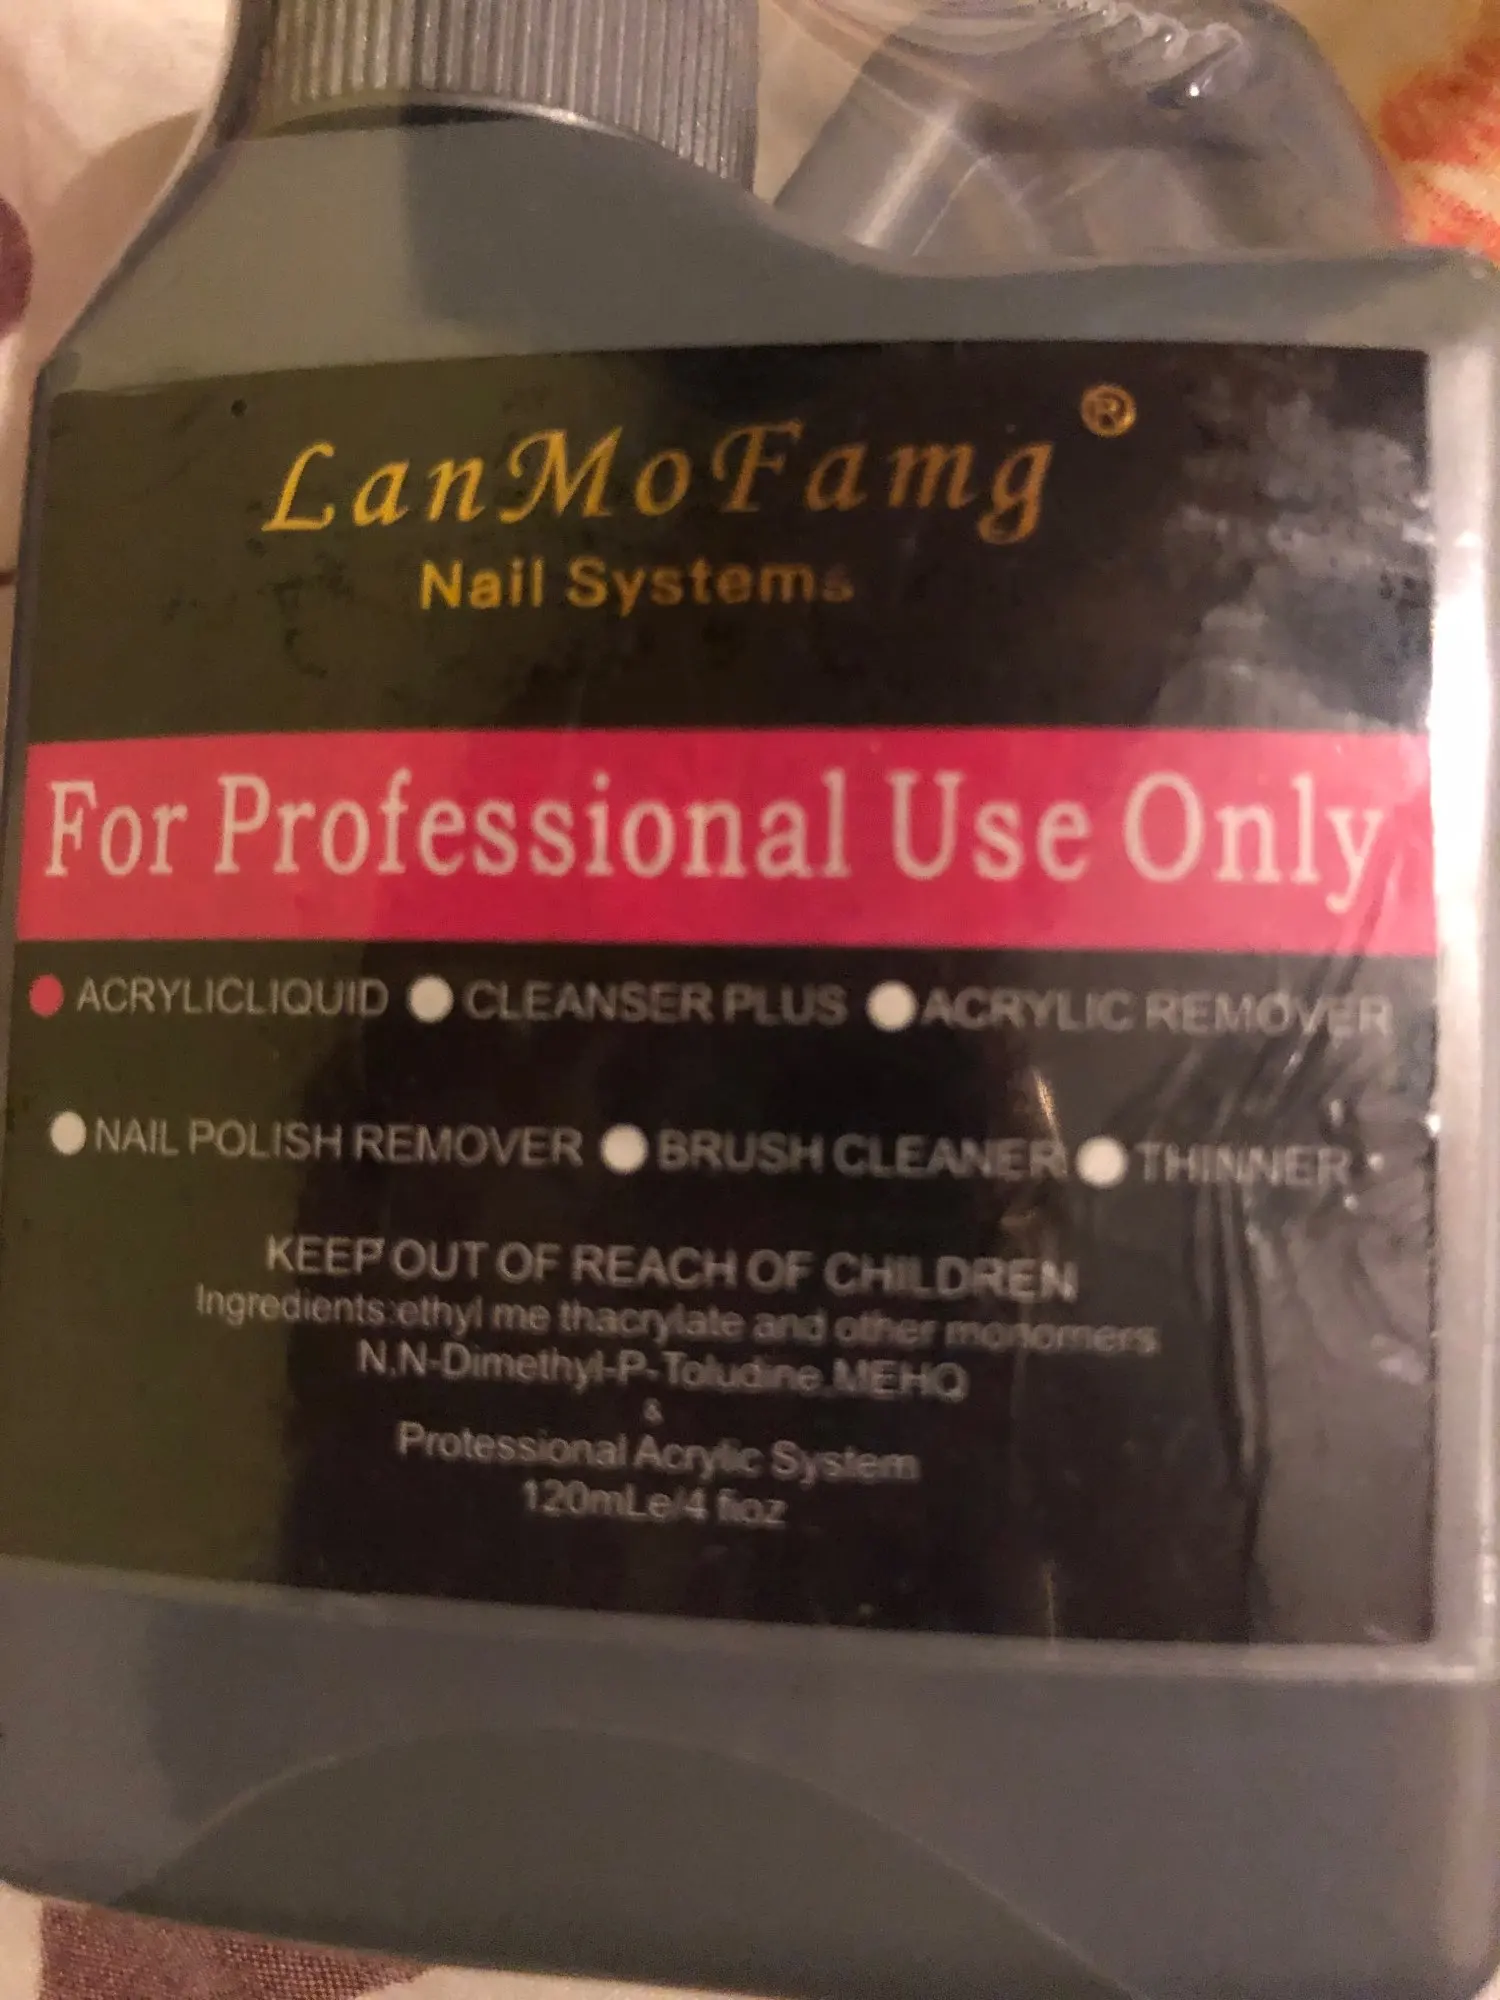 LanMoFamg ®
Nail Systems
For Professional Use Only
ACRYLICLIQUID CLEANSER PLUS ACRYLIC REMOVER
NAIL POLISH REMOVER BRUSH CLEANER THINNER
KEEP OUT OF REACH OF CHILDREN
Ingredients:ethyl me thacrylate and other monomers
N,N-Dimethyl-P-Toludine.MEHQ
&
Protessional Acrylic System
120mLe/4 fioz